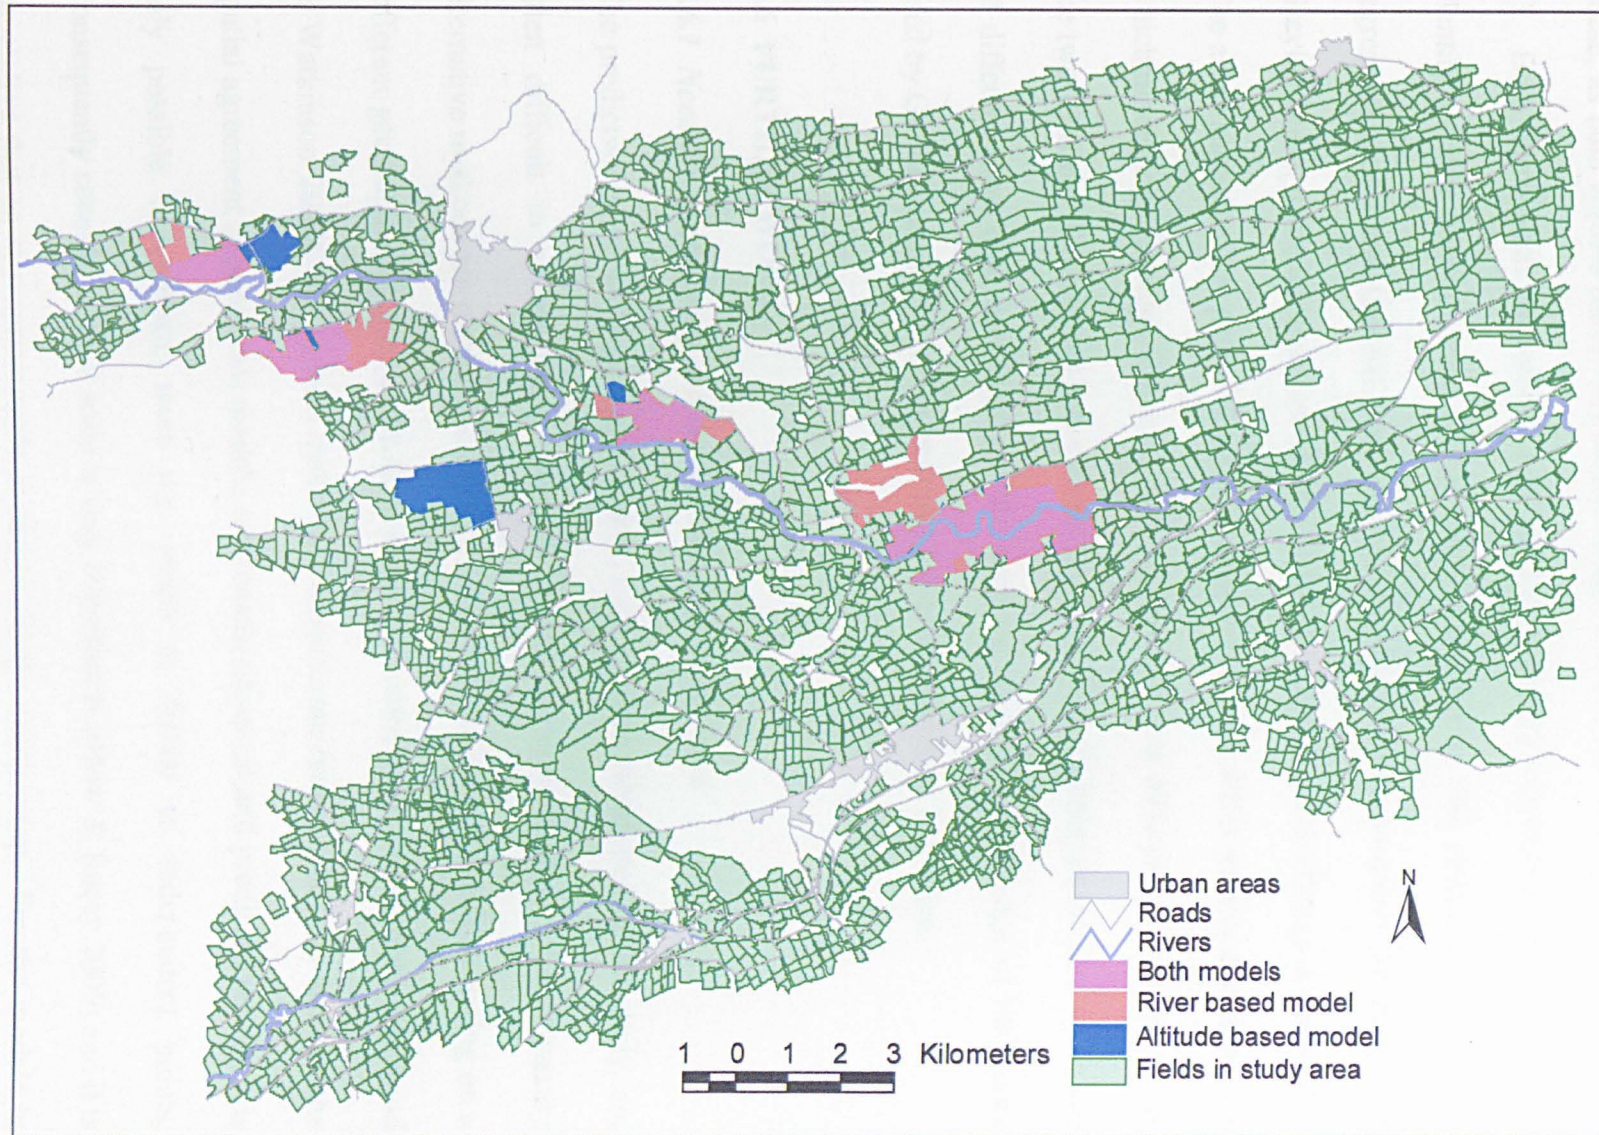 Urban areas
Roads
Rivers
Both models
River based model
Altitude based model
Fields in study area
N
1 0 1 2 3 Kilometers